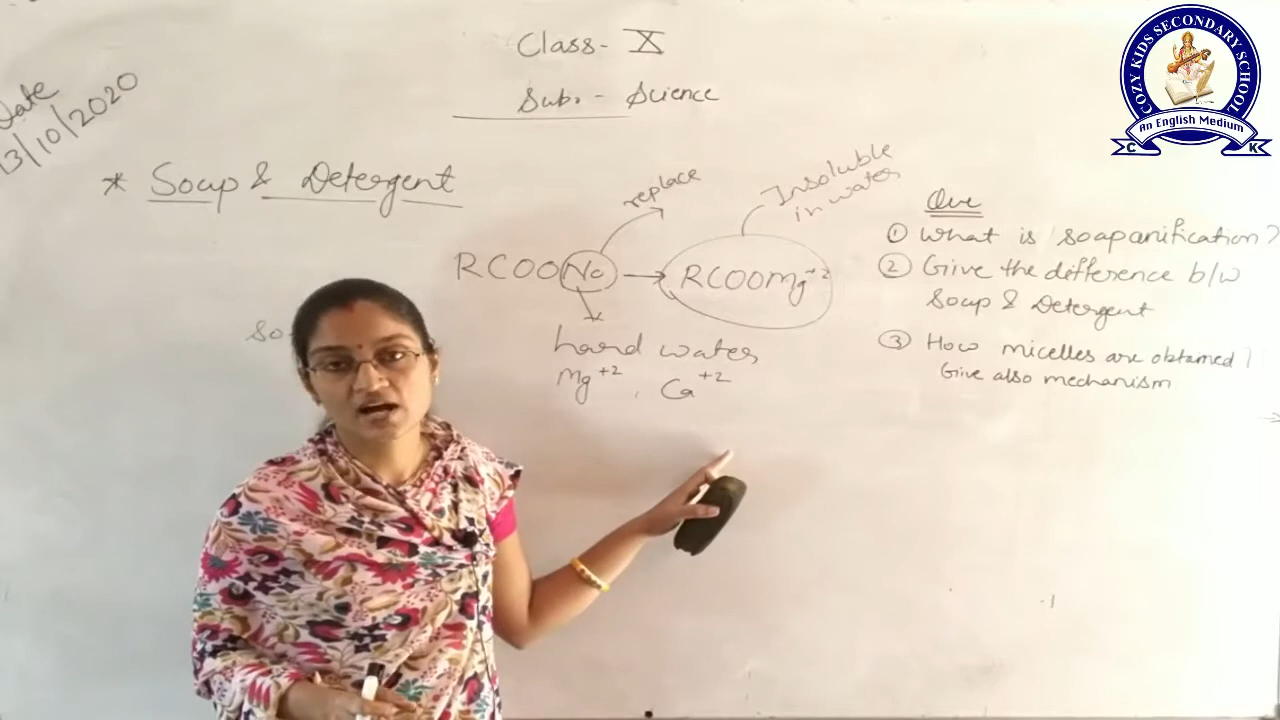 Date
13/10/2020
Class - X
Sub. - Science
* Soap & Detergent
RCOONa → RCOOMg+2
replace
Insoluble
in water
hard water
Mg+2, Ca+2
So
Que
① What is soapanification?
② Give the difference b/w
Soap & Detergent
③ How micelles are obtained?
Give also mechanism
COZY KIDS SECONDARY SCHOOL
An English Medium
C K